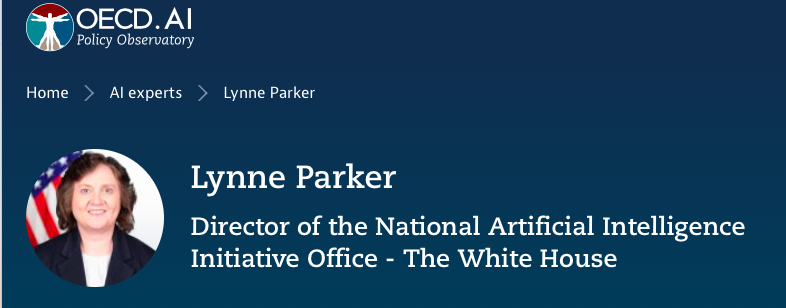 OECD.AI
Policy Observatory
Home > AI experts > Lynne Parker
Lynne Parker
Director of the National Artificial Intelligence
Initiative Office - The White House